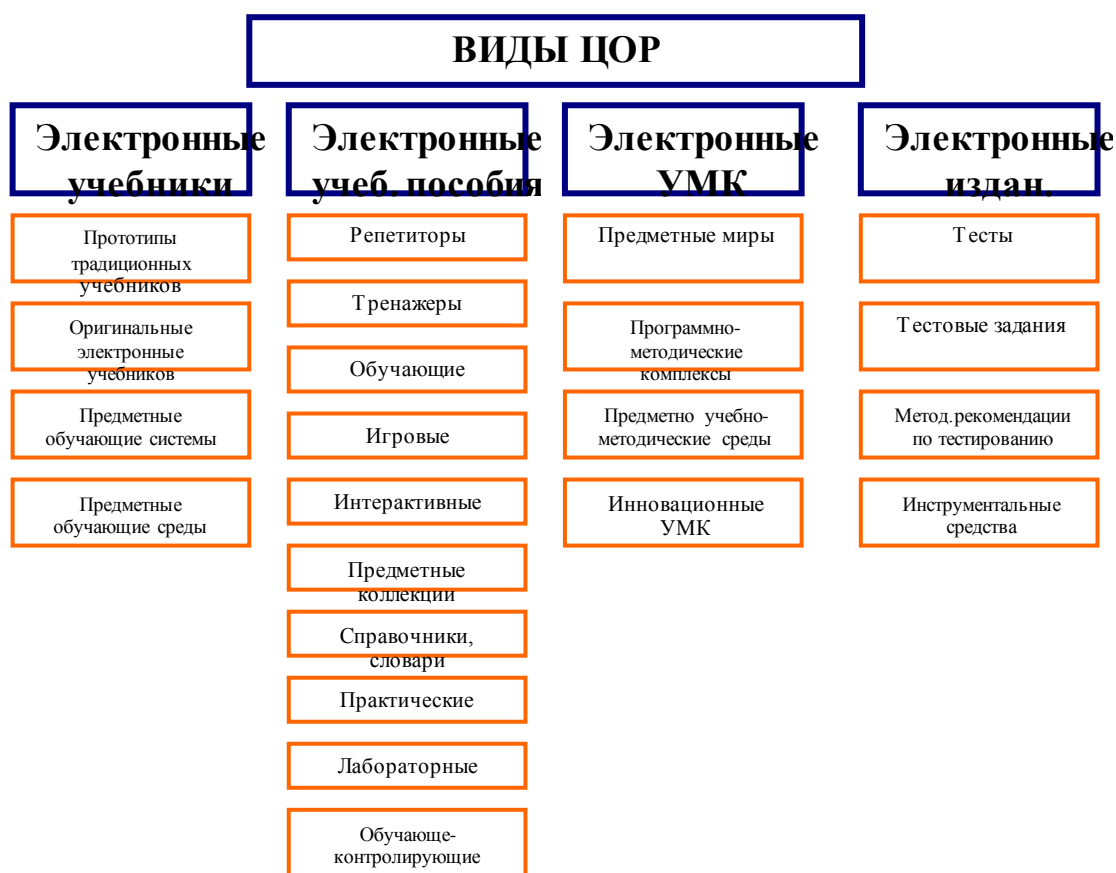 ВИДЫ ЦОР
Электронные
учебники
Прототипы
традиционных
учебников
Оригинальные
электронные
учебников
Предметные
обучающие системы
Предметные
обучающие среды
Электронные
учеб. пособия
Репетиторы
Тренажеры
Обучающие
Игровые
Интерактивные
Предметные
коллекции
Справочники,
словари
Практические
Лабораторные
Обучающе-
контролирующие
Электронные
УМК
Предметные миры
Программно-
методические
комплексы
Предметно учебно-
методические среды
Инновационные
УМК
Электронные
издан.
Тесты
Тестовые задания
Метод.рекомендации
по тестированию
Инструментальные
средства